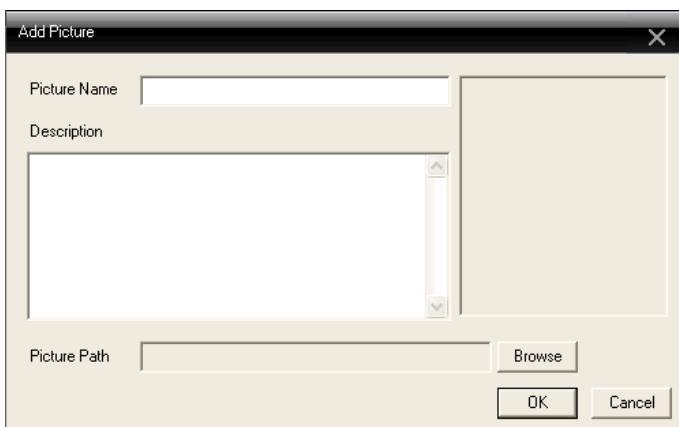 Add Picture
Picture Name
Description
Picture Path
Browse
OK
Cancel